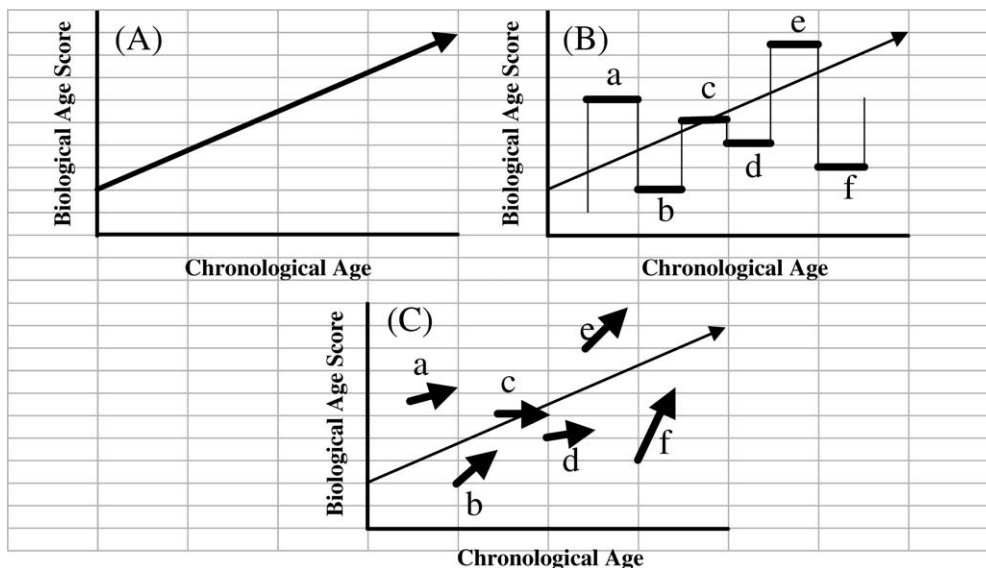 (A)
Biological Age Score
Chronological Age
(B)
Biological Age Score
a
b
c
d
e
f
Chronological Age
(C)
Biological Age Score
a
b
c
d
e
f
Chronological Age